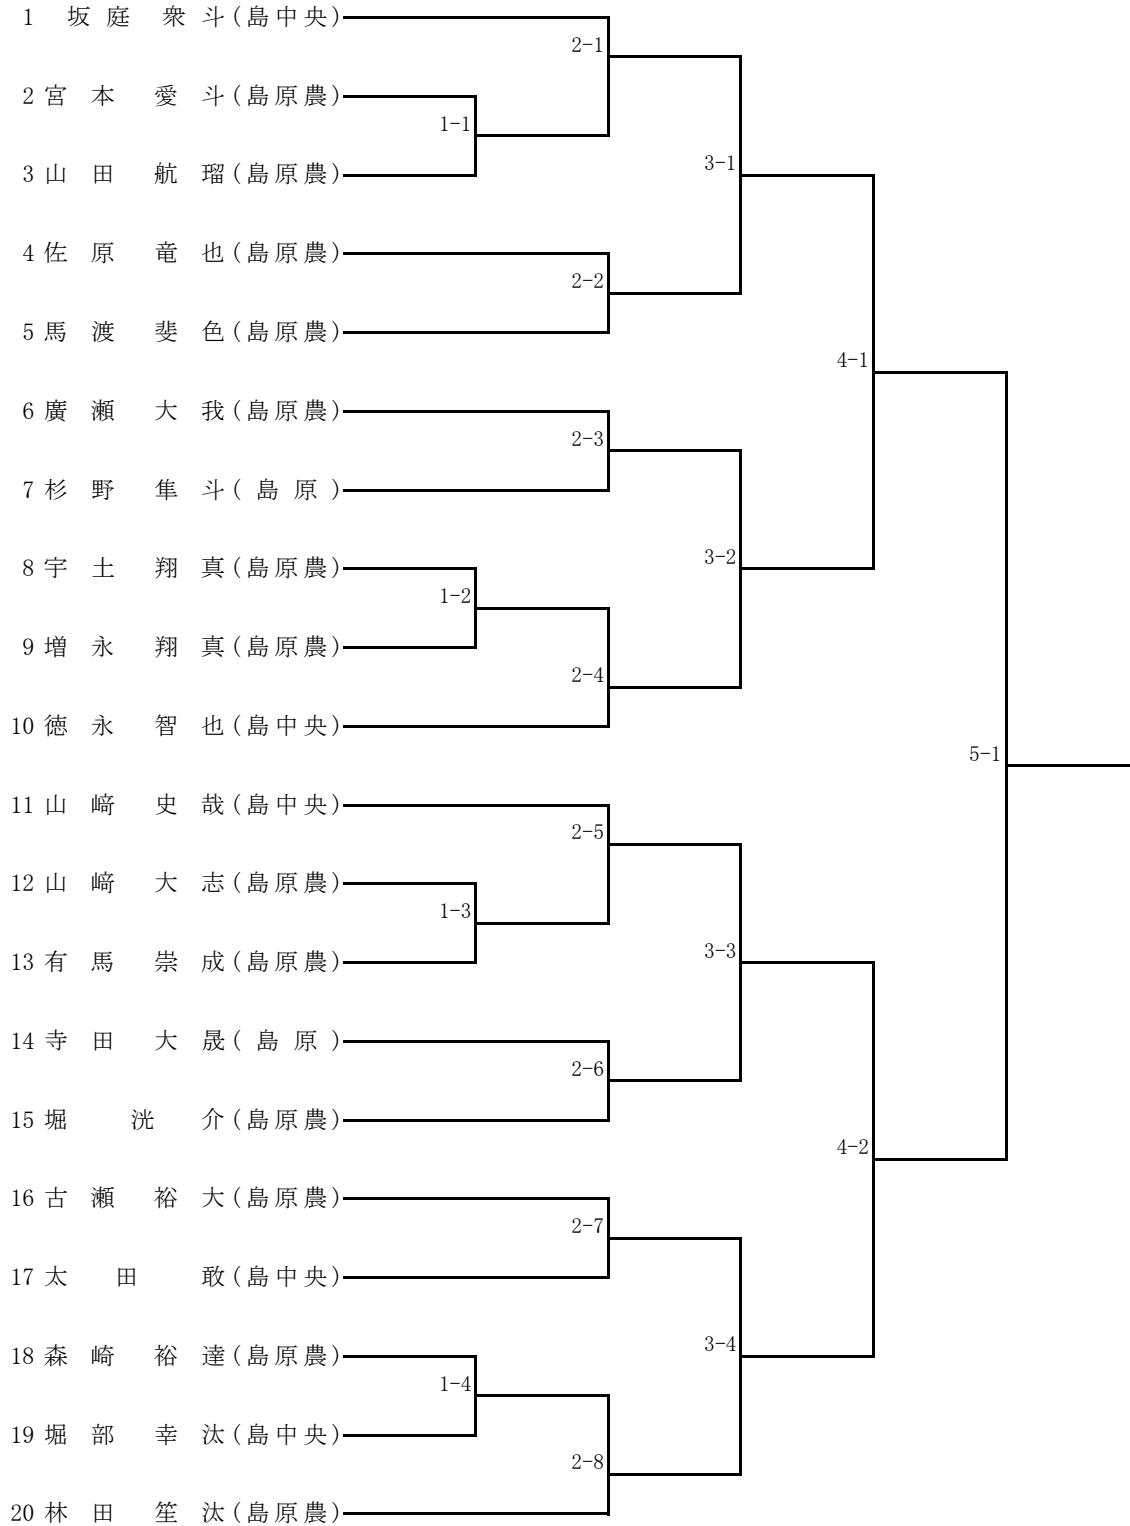 1 坂庭 衆斗(島中央)
2-1
2 宮本 愛斗(島原農)
1-1
3 山田 航瑠(島原農)
3-1
4 佐原 竜也(島原農)
2-2
5 馬渡 斐色(島原農)
4-1
6 廣瀬 大我(島原農)
2-3
7 杉野 隼斗(島原)
3-2
8 宇土 翔真(島原農)
1-2
9 増永 翔真(島原農)
2-4
10 徳永 智也(島中央)
5-1
11 山﨑 史哉(島中央)
2-5
12 山﨑 大志(島原農)
1-3
13 有馬 崇成(島原農)
3-3
14 寺田 大晟(島原)
2-6
15 堀 洸介(島原農)
4-2
16 古瀬 裕大(島原農)
2-7
17 太田 敢(島中央)
3-4
18 森崎 裕達(島原農)
1-4
19 堀部 幸汰(島中央)
2-8
20 林田 笙汰(島原農)